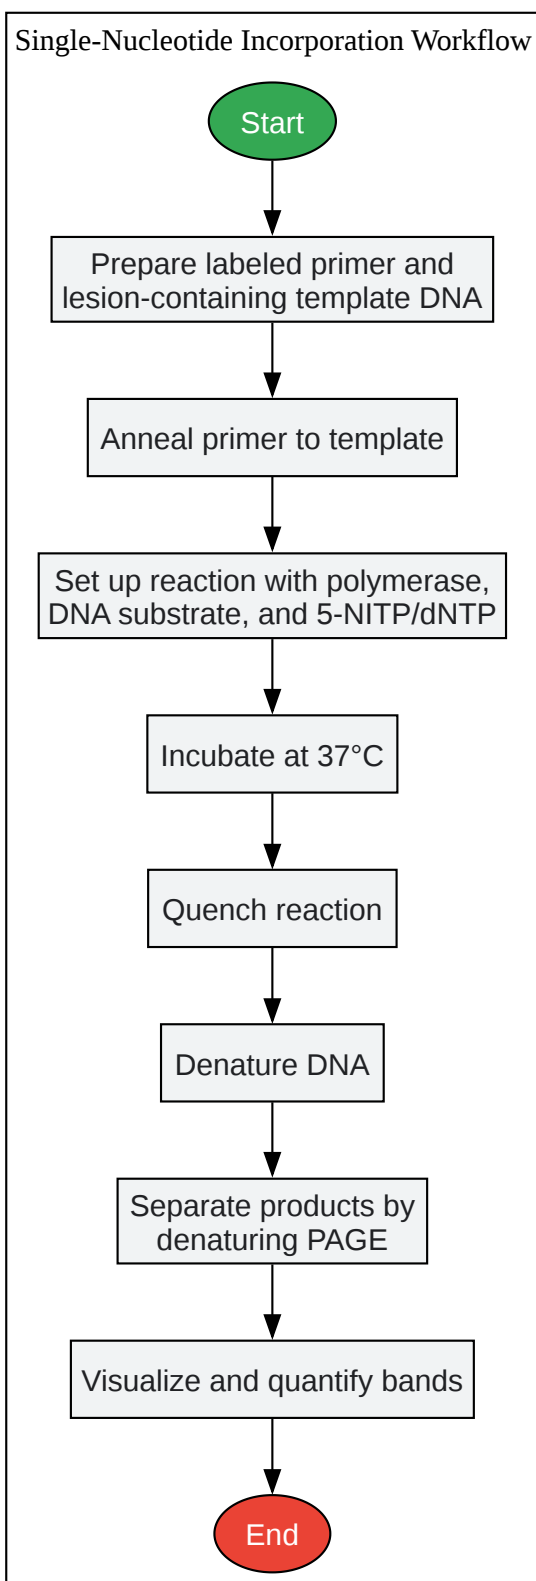 Single-Nucleotide Incorporation Workflow
Start
Prepare labeled primer and
lesion-containing template DNA
Anneal primer to template
Set up reaction with polymerase,
DNA substrate, and 5-NITP/dNTP
Incubate at 37°C
Quench reaction
Denature DNA
Separate products by
denaturing PAGE
Visualize and quantify bands
End